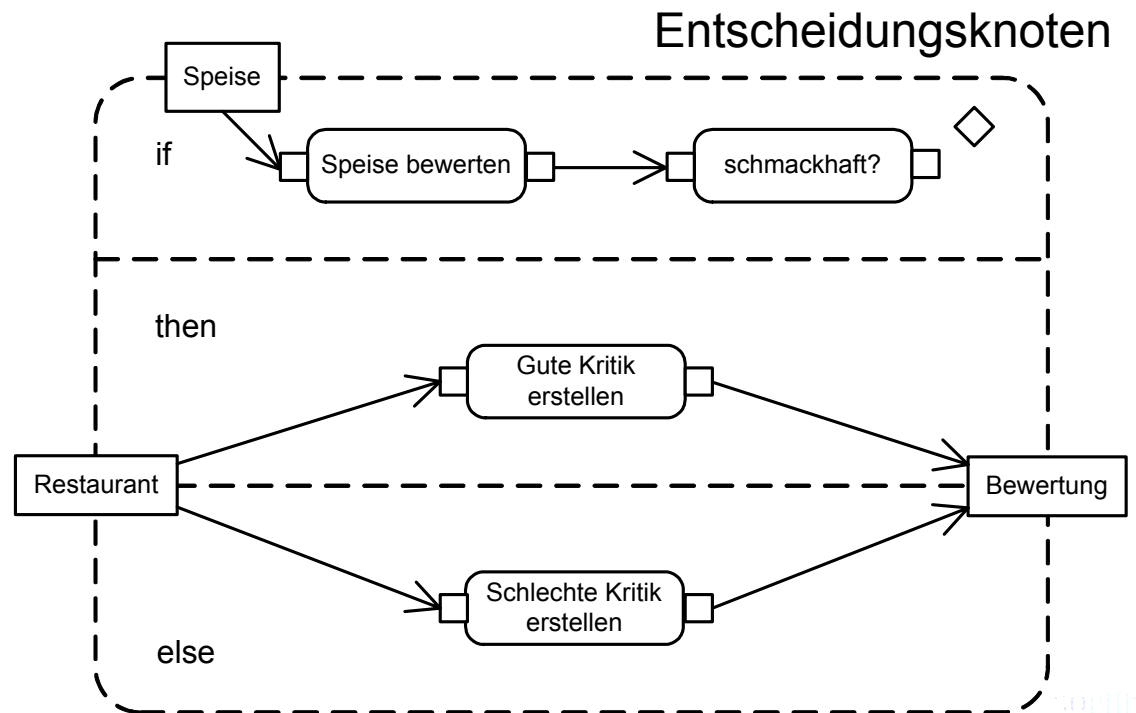 Entscheidungsknoten
Speise
if
Speise bewerten
schmackhaft?
then
Gute Kritik
erstellen
Restaurant
Bewertung
Schlechte Kritik
erstellen
else